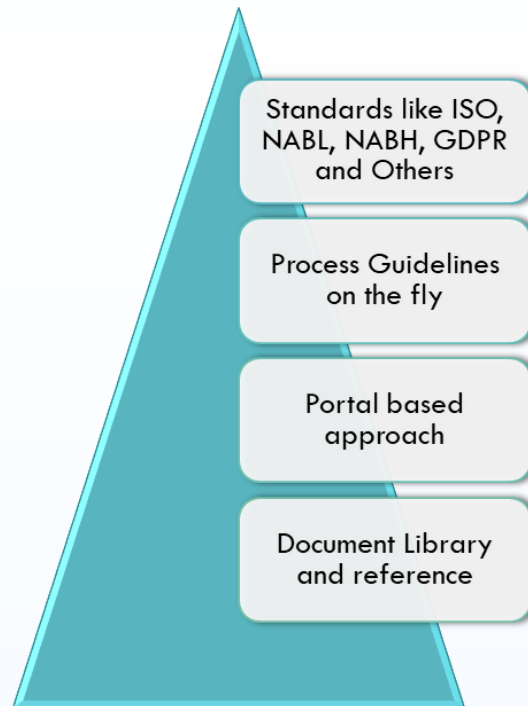 Standards like ISO,
NABL, NABH, GDPR
and Others
Process Guidelines
on the fly
Portal based
approach
Document Library
and reference